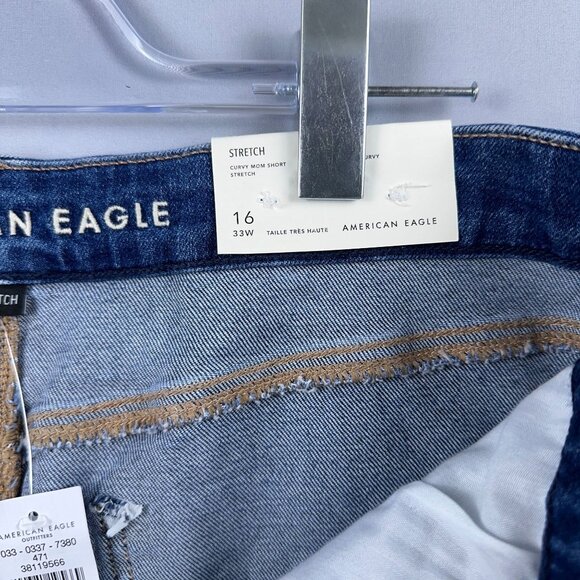 STRETCH
CURVY MOM SHORT
STRETCH
16
33W
TAILLE TRÈS HAUTE
AMERICAN EAGLE
AN EAGLE
TCH
AMERICAN EAGLE
OUTFITTERS
033 - 0337 - 7380
471
38119566